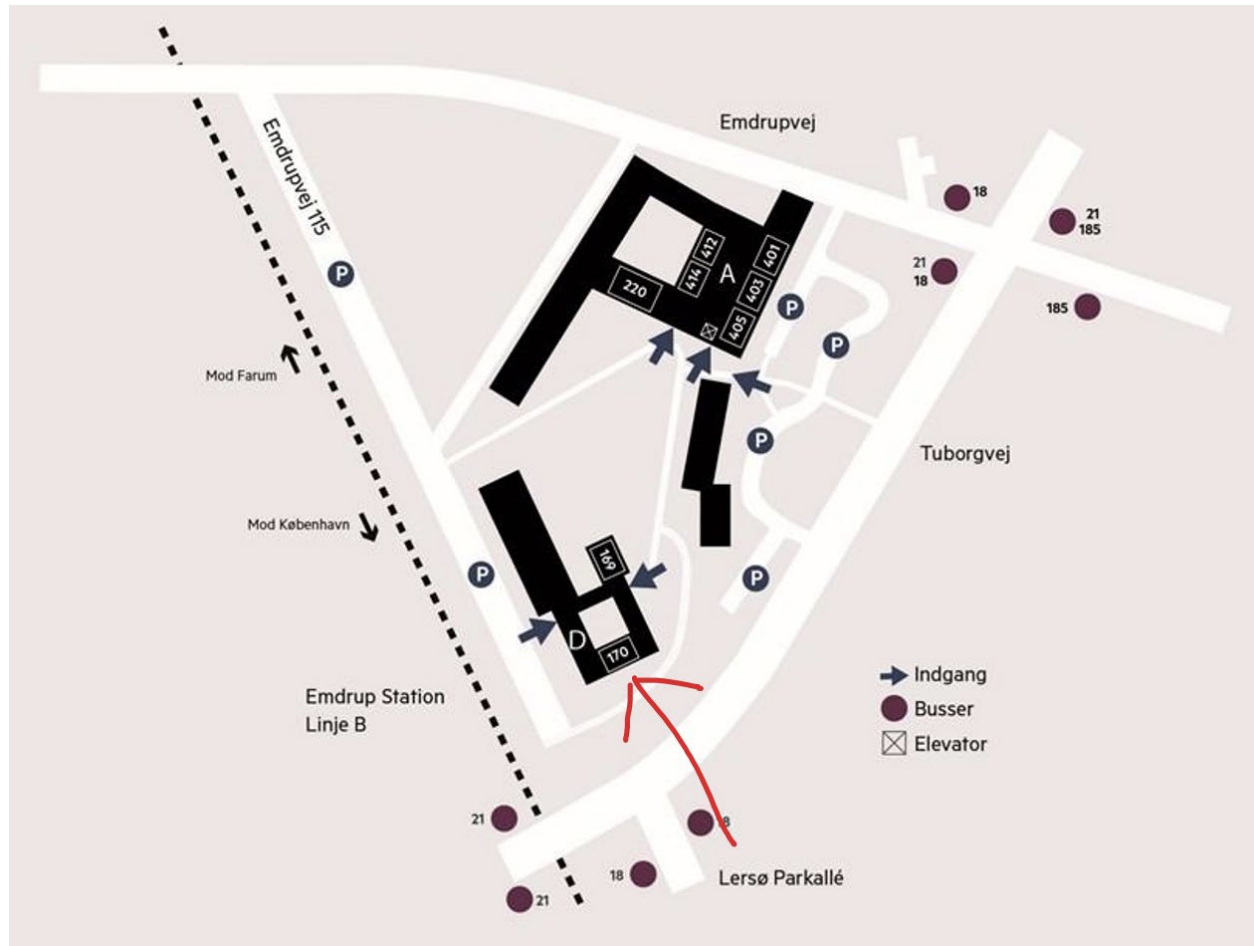 Emdrupvej
Emdrupvej 115
18
21
185
21
18
185
P
412
414
A
401
403
405
220
P
P
Mod Farum
P
Tuborgvej
Mod København
169
P
P
D
170
Emdrup Station
Linje B
Indgang
Busser
Elevator
21
8
18
Lersø Parkallé
21